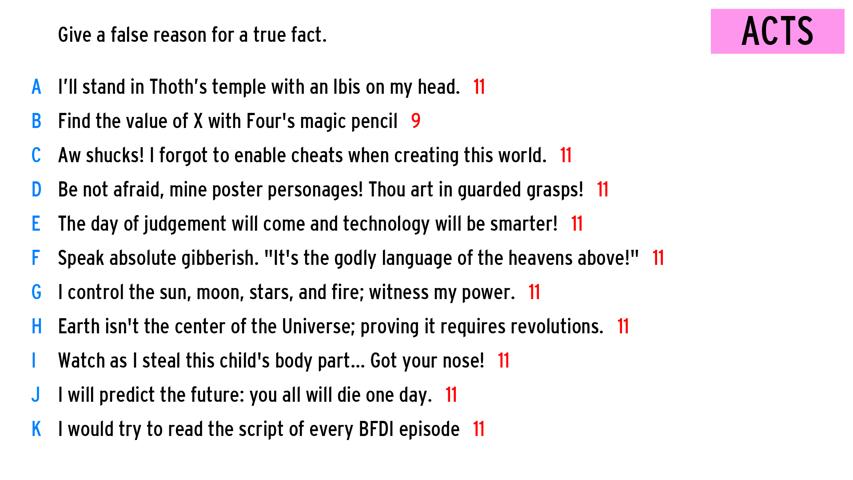 Give a false reason for a true fact.
ACTS
A I'll stand in Thoth's temple with an Ibis on my head. 11
B Find the value of X with Four's magic pencil 9
C Aw shucks! I forgot to enable cheats when creating this world. 11
D Be not afraid, mine poster personages! Thou art in guarded grasps! 11
E The day of judgement will come and technology will be smarter! 11
F Speak absolute gibberish. "It's the godly language of the heavens above!" 11
G I control the sun, moon, stars, and fire; witness my power. 11
H Earth isn't the center of the Universe; proving it requires revolutions. 11
I Watch as I steal this child's body part... Got your nose! 11
J I will predict the future: you all will die one day. 11
K I would try to read the script of every BFDI episode 11